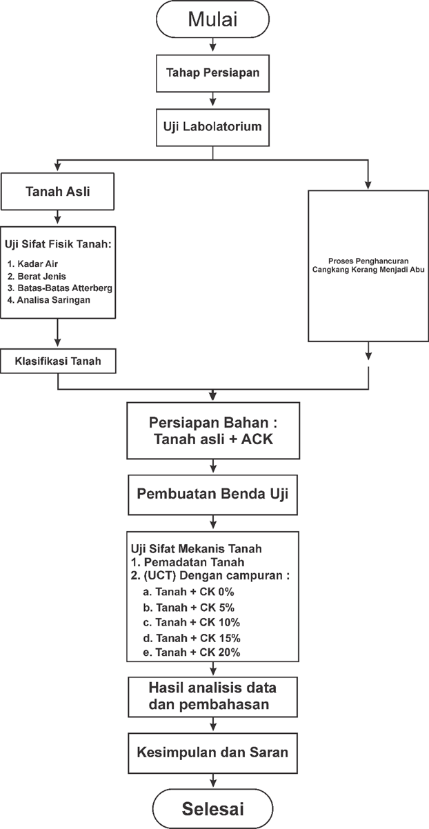 Mulai
Tahap Persiapan
Uji Labolatorium
Tanah Asli
Uji Sifat Fisik Tanah:
1. Kadar Air
2. Berat Jenis
3. Batas-Batas Atterberg
4. Analisa Saringan
Klasifikasi Tanah
Proses Penghancuran
Cangkang Kerang Menjadi Abu
Persiapan Bahan :
Tanah asli + ACK
Pembuatan Benda Uji
Uji Sifat Mekanis Tanah
1. Pemadatan Tanah
2. (UCT) Dengan campuran :
a. Tanah + CK 0%
b. Tanah + CK 5%
c. Tanah + CK 10%
d. Tanah + CK 15%
e. Tanah + CK 20%
Hasil analisis data
dan pembahasan
Kesimpulan dan Saran
Selesai